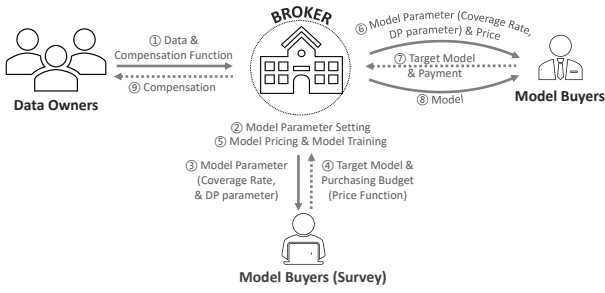 BROKER
① Data &
Compensation Function
⑨ Compensation
Data Owners
⑥ Model Parameter (Coverage Rate,
DP parameter) & Price
⑦ Target Model
& Payment
⑧ Model
Model Buyers
② Model Parameter Setting
⑤ Model Pricing & Model Training
③ Model Parameter
(Coverage Rate,
& DP parameter)
④ Target Model &
Purchasing Budget
(Price Function)
Model Buyers (Survey)